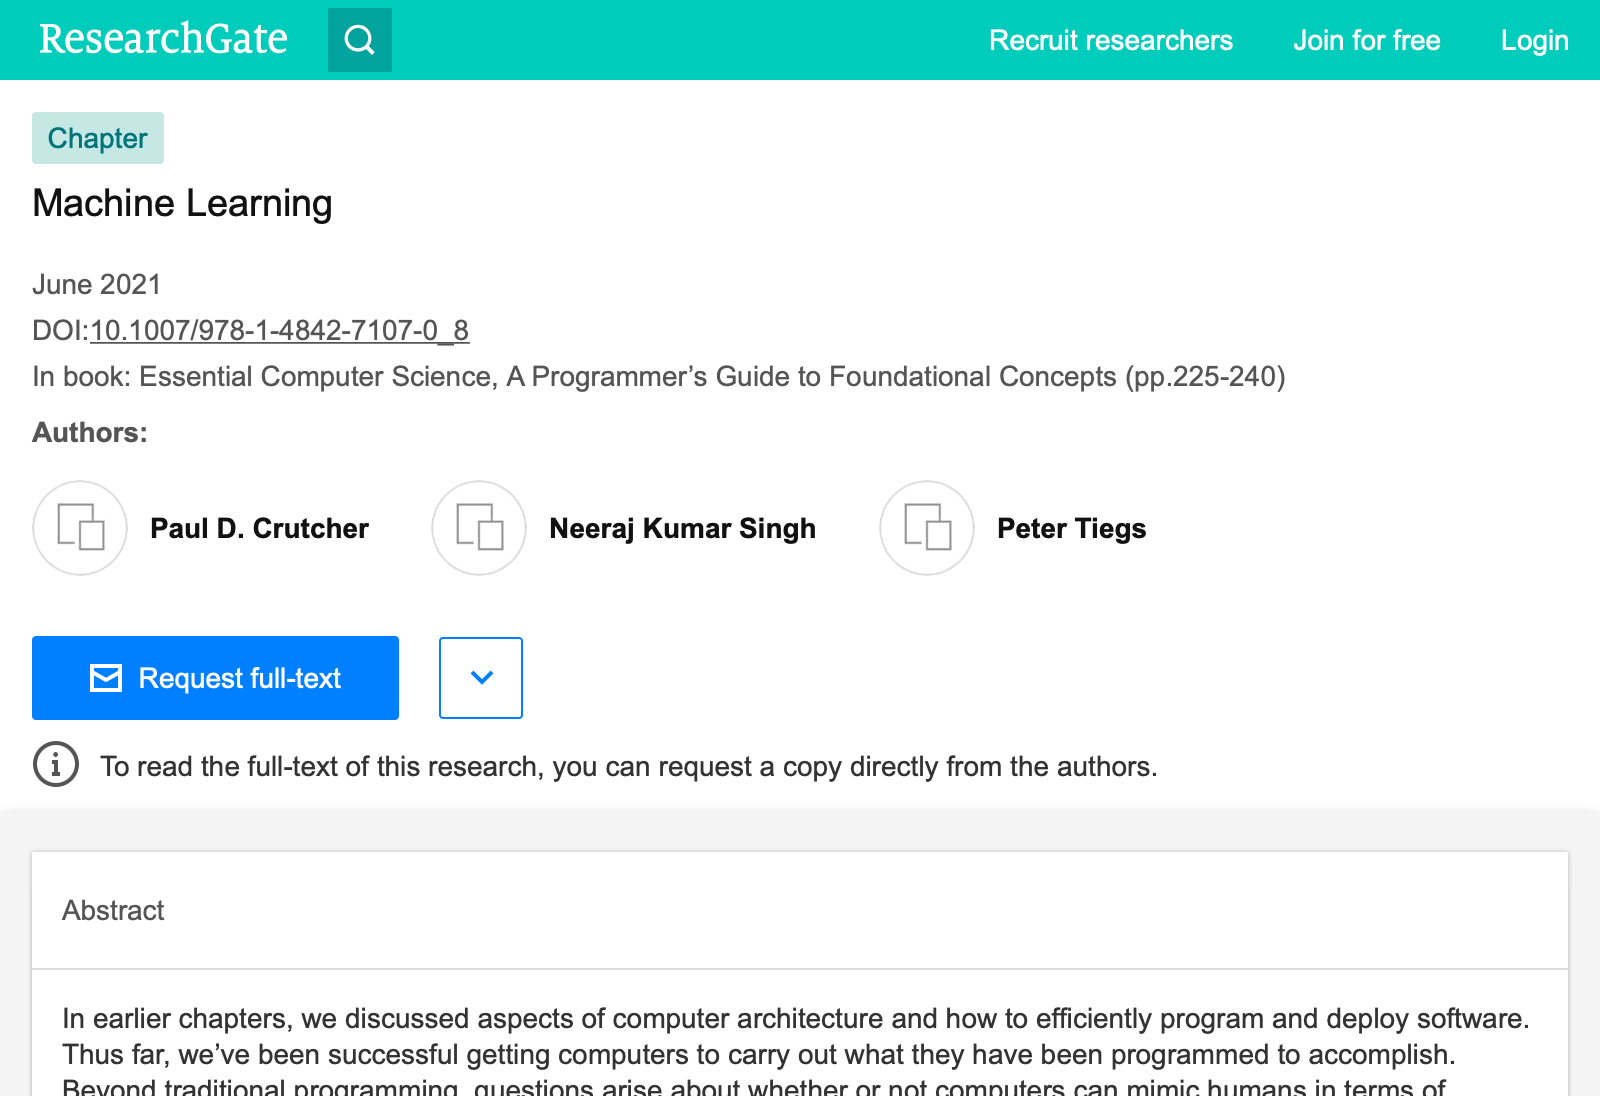 ResearchGate
Recruit researchers
Join for free
Login
Chapter
Machine Learning
June 2021
DOI:10.1007/978-1-4842-7107-0_8
In book: Essential Computer Science, A Programmer’s Guide to Foundational Concepts (pp.225-240)
Authors:
Paul D. Crutcher
Neeraj Kumar Singh
Peter Tiegs
Request full-text
To read the full-text of this research, you can request a copy directly from the authors.
Abstract
In earlier chapters, we discussed aspects of computer architecture and how to efficiently program and deploy software.
Thus far, we’ve been successful getting computers to carry out what they have been programmed to accomplish.
Beyond traditional programming, questions arise about whether or not computers can mimic humans in terms of